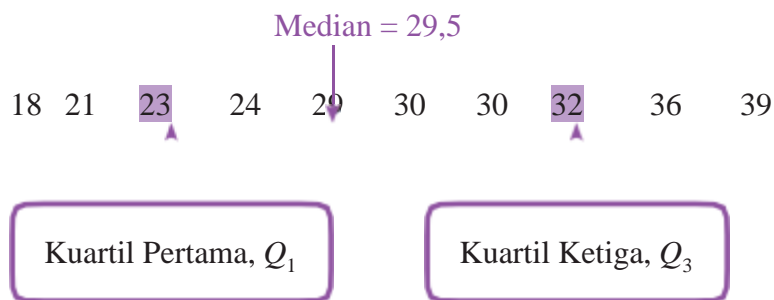 Median = 29,5
18 21 23 24 29 30 30 32 36 39
Kuartil Pertama, Q₁ Kuartil Ketiga, Q₃